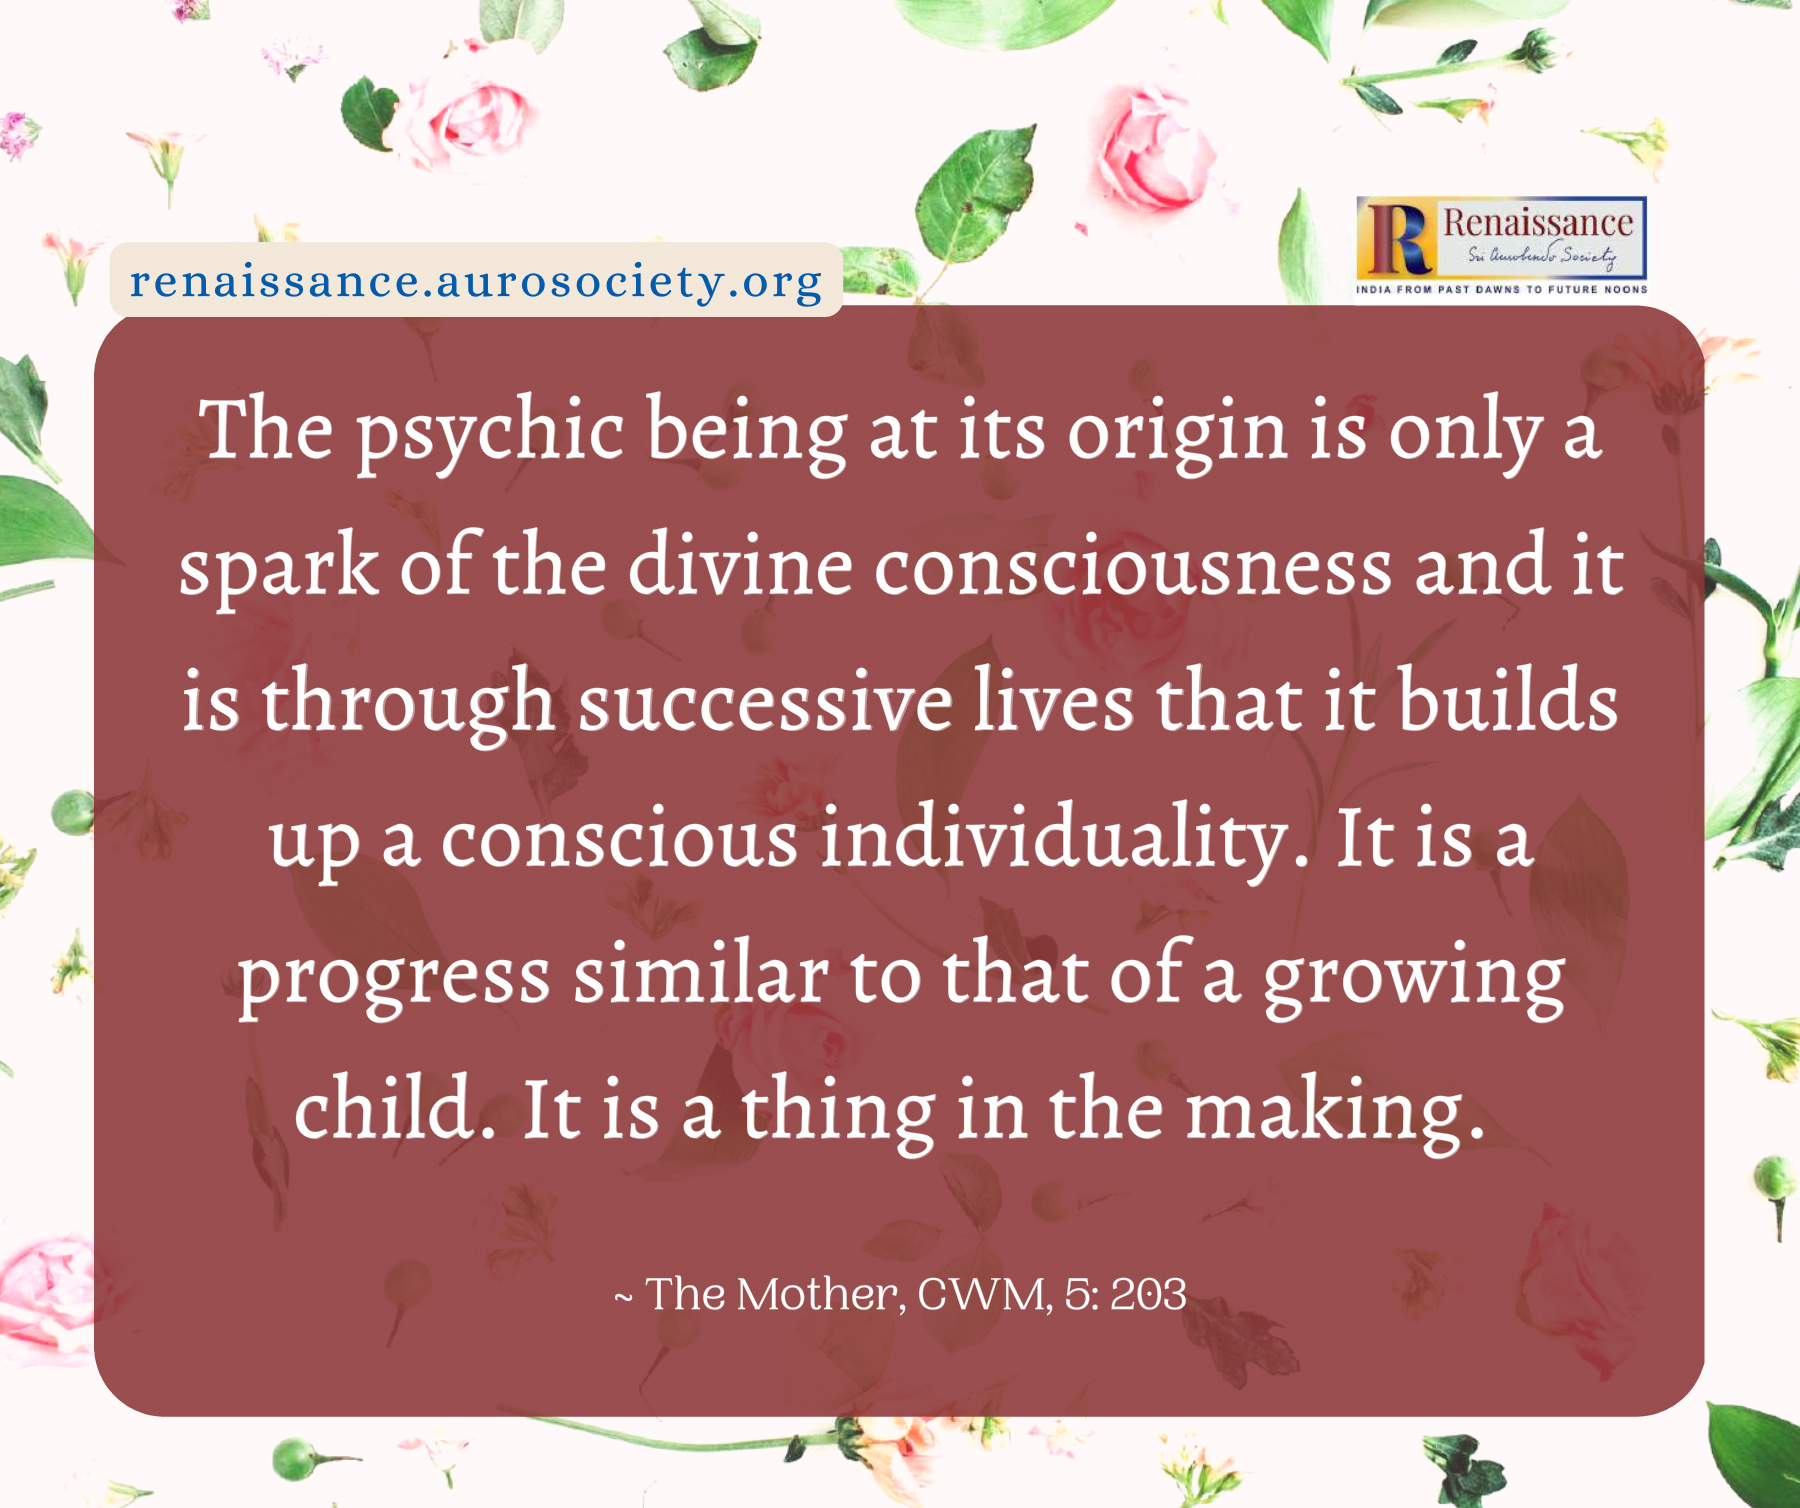 renaissance.aurosociety.org
R Renaissance
Sri Aurobindo Society
INDIA FROM PAST DAWNS TO FUTURE NOONS
The psychic being at its origin is only a
spark of the divine consciousness and it
is through successive lives that it builds
up a conscious individuality. It is a
progress similar to that of a growing
child. It is a thing in the making.
~ The Mother, CWM, 5: 203